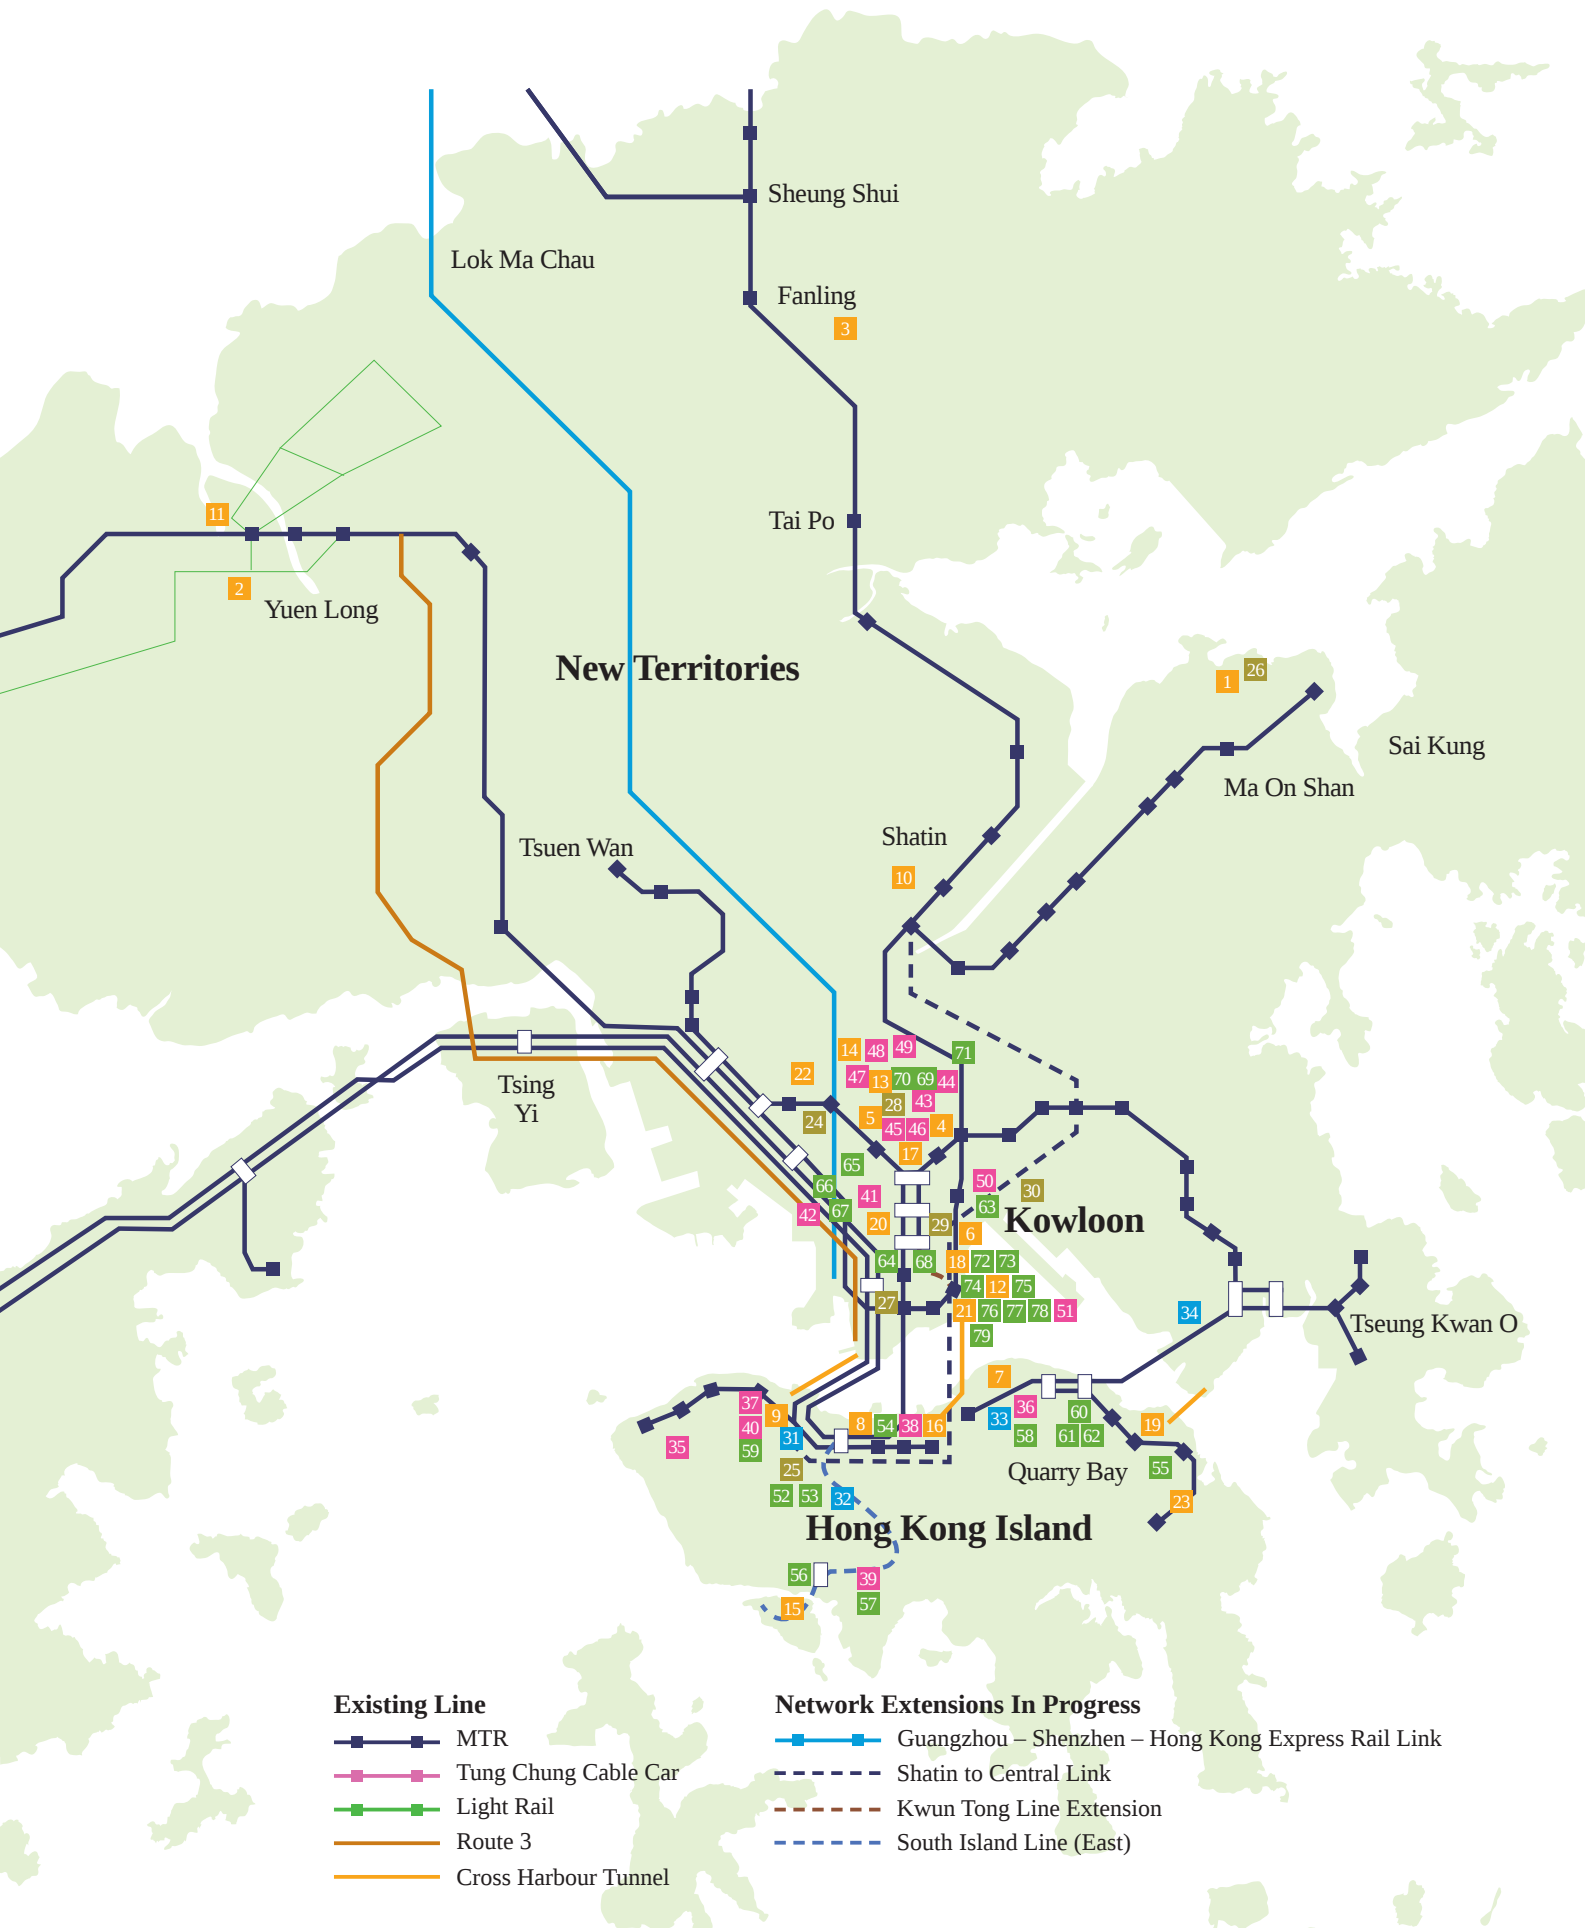 Sheung Shui
Lok Ma Chau
Fanling
3
11
Tai Po
2
Yuen Long
New Territories
1
26
Sai Kung
Ma On Shan
Tsuen Wan
Shatin
10
14
48
49
71
22
47
13
70
69
44
Tsing
Yi
28
43
24
5
45
46
4
17
65
50
66
41
30
42
67
63
20
29
Kowloon
6
64
68
18
72
73
74
12
75
27
21
76
77
78
51
34
Tseung Kwan O
79
7
37
9
36
40
8
54
38
16
33
60
19
35
59
31
58
61
62
25
Quarry Bay
55
52
53
32
23
Hong Kong Island
56
39
15
57
Existing Line
MTR
Tung Chung Cable Car
Light Rail
Route 3
Cross Harbour Tunnel
Network Extensions In Progress
Guangzhou – Shenzhen – Hong Kong Express Rail Link
Shatin to Central Link
Kwun Tong Line Extension
South Island Line (East)